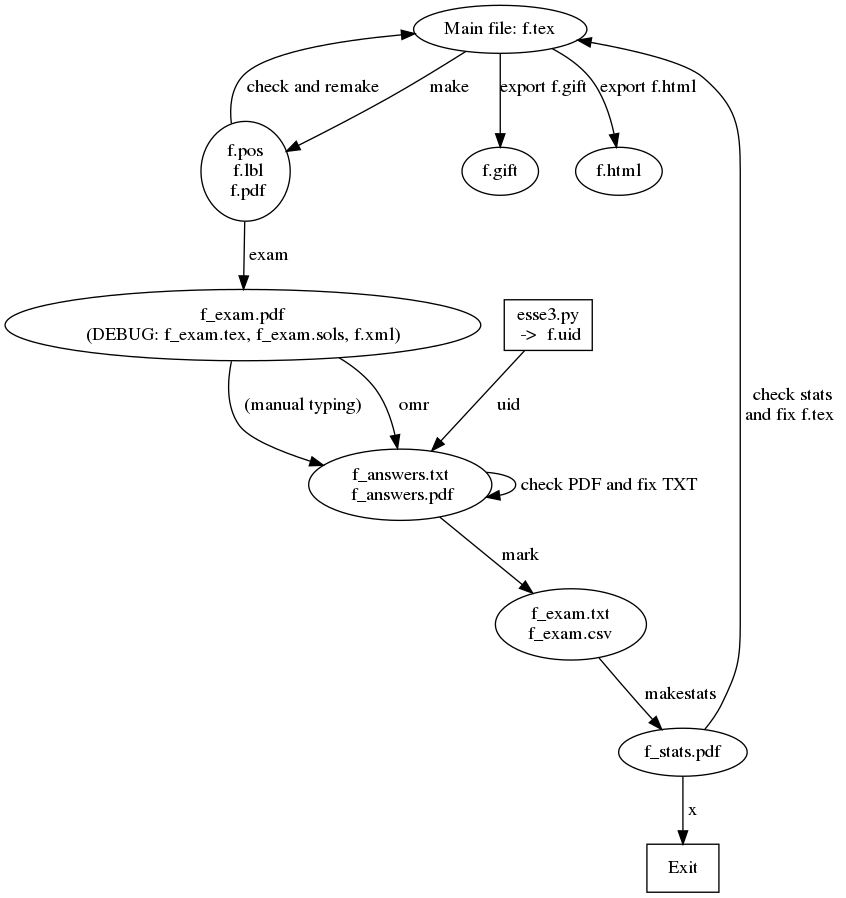 Main file: f.tex
check and remake
make
export f.gift
export f.html
f.pos
f.lbl
f.pdf
f.gift
f.html
exam
f_exam.pdf
(DEBUG: f_exam.tex, f_exam.sols, f.xml)
esse3.py
-> f.uid
(manual typing)
omr
uid
check stats
and fix f.tex
f_answers.txt
f_answers.pdf
check PDF and fix TXT
mark
f_exam.txt
f_exam.csv
makestats
f_stats.pdf
x
Exit